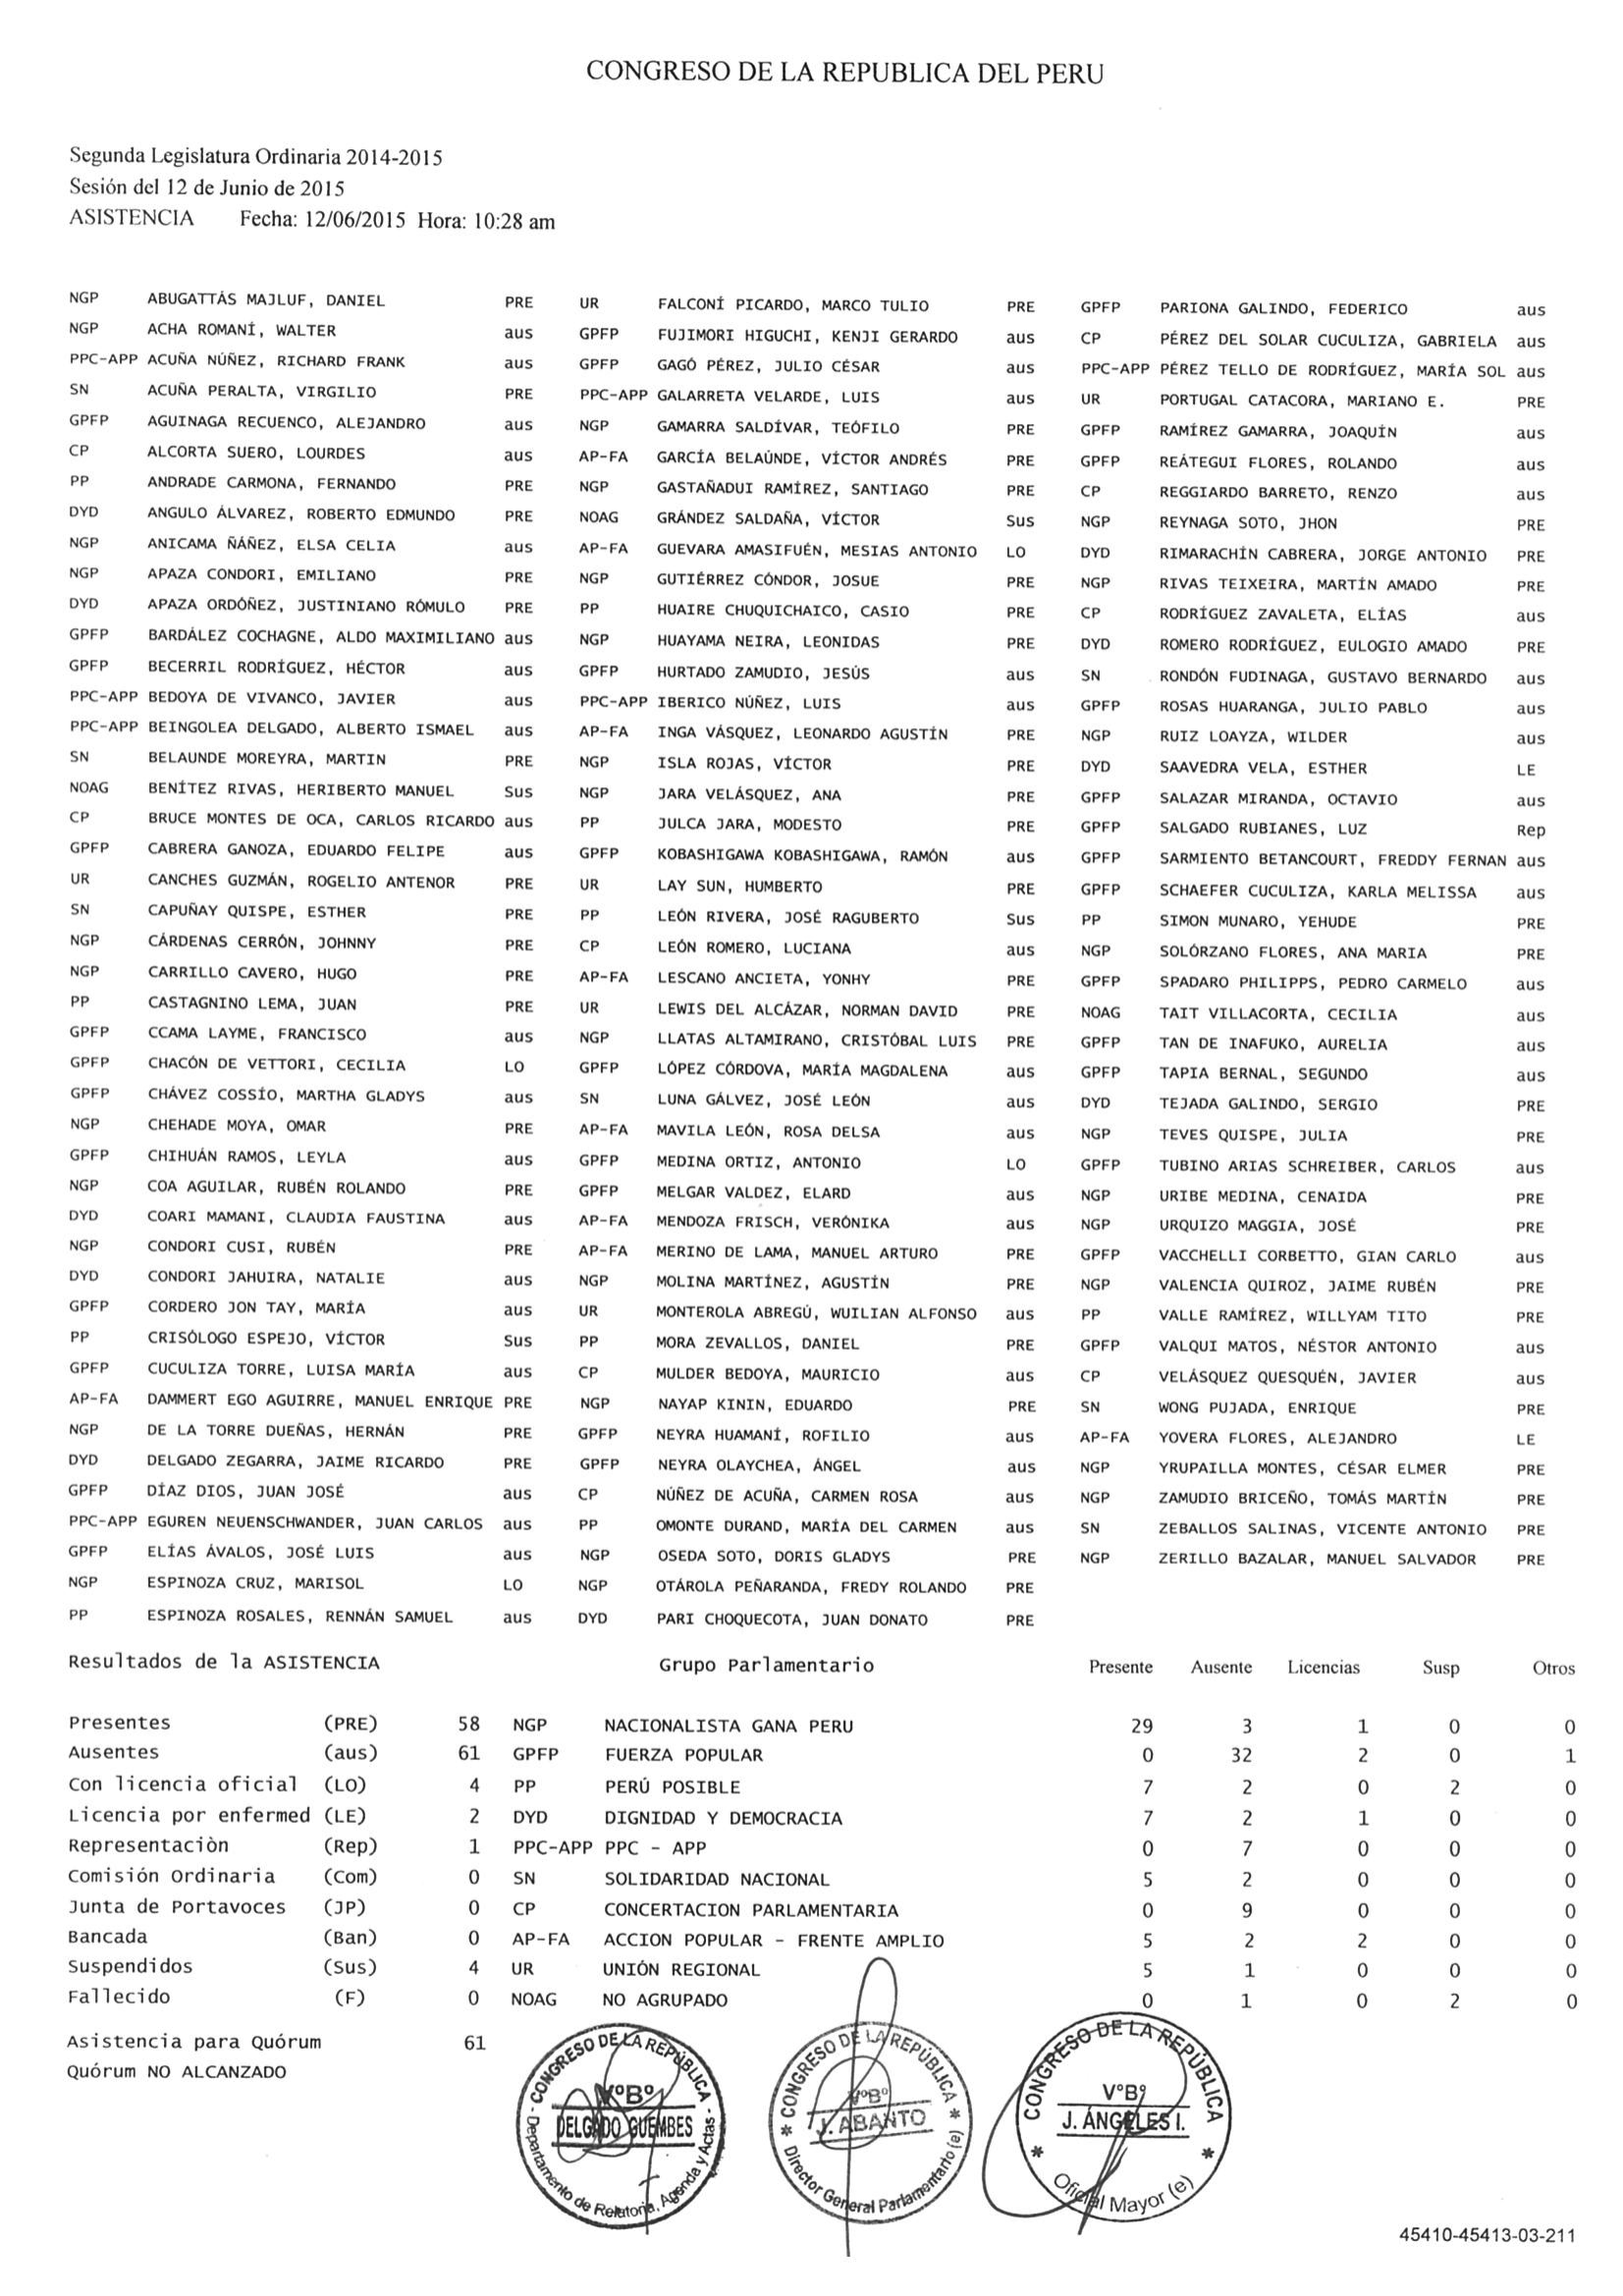 CONGRESO DE LA REPUBLICA DEL PERU
Segunda Legislatura Ordinaria 2014-2015
Sesión del 12 de Junio de 2015
ASISTENCIA Fecha: 12/06/2015 Hora: 10:28 am
NGP ABUGATTÁS MAJLUF, DANIEL PRE UR FALCONÍ PICARDO, MARCO TULIO PRE GPFP PARIONA GALINDO, FEDERICO aus
NGP ACHA ROMANÍ, WALTER aus GPFP FUJIMORI HIGUCHI, KENJI GERARDO aus CP PÉREZ DEL SOLAR CUCULIZA, GABRIELA aus
PPC-APP ACUÑA NÚÑEZ, RICHARD FRANK aus GPFP GAGÓ PÉREZ, JULIO CÉSAR aus PPC-APP PÉREZ TELLO DE RODRÍGUEZ, MARÍA SOL aus
SN ACUÑA PERALTA, VIRGILIO PRE PPC-APP GALARRETA VELARDE, LUIS aus UR PORTUGAL CATACORA, MARIANO E. PRE
GPFP AGUINAGA RECUENCO, ALEJANDRO aus NGP GAMARRA SALDÍVAR, TEÓFILO PRE GPFP RAMÍREZ GAMARRA, JOAQUÍN aus
CP ALCORTA SUERO, LOURDES aus AP-FA GARCÍA BELAÚNDE, VÍCTOR ANDRÉS PRE GPFP REÁTEGUI FLORES, ROLANDO aus
PP ANDRADE CARMONA, FERNANDO PRE NGP GASTAÑADUI RAMÍREZ, SANTIAGO PRE CP REGGIARDO BARRETO, RENZO aus
DYD ANGULO ÁLVAREZ, ROBERTO EDMUNDO PRE NOAG GRÁNDEZ SALDAÑA, VÍCTOR Sus NGP REYNAGA SOTO, JHON PRE
NGP ANICAMA ÑÁÑEZ, ELSA CELIA aus AP-FA GUEVARA AMASIFUÉN, MESIAS ANTONIO LO DYD RIMARACHÍN CABRERA, JORGE ANTONIO PRE
NGP APAZA CONDORI, EMILIANO PRE NGP GUTIÉRREZ CÓNDOR, JOSUE PRE NGP RIVAS TEIXEIRA, MARTÍN AMADO PRE
DYD APAZA ORDÓÑEZ, JUSTINIANO RÓMULO PRE PP HUAIRE CHUQUICHAICO, CASIO PRE CP RODRÍGUEZ ZAVALETA, ELÍAS aus
GPFP BARDÁLEZ COCHAGNE, ALDO MAXIMILIANO aus NGP HUAYAMA NEIRA, LEONIDAS PRE DYD ROMERO RODRÍGUEZ, EULOGIO AMADO PRE
GPFP BECERRIL RODRÍGUEZ, HÉCTOR aus GPFP HURTADO ZAMUDIO, JESÚS aus SN RONDÓN FUDINAGA, GUSTAVO BERNARDO aus
PPC-APP BEDOYA DE VIVANCO, JAVIER aus PPC-APP IBERICO NÚÑEZ, LUIS aus GPFP ROSAS HUARANGA, JULIO PABLO aus
PPC-APP BEINGOLEA DELGADO, ALBERTO ISMAEL aus AP-FA INGA VÁSQUEZ, LEONARDO AGUSTÍN PRE NGP RUIZ LOAYZA, WILDER aus
SN BELAUNDE MOREYRA, MARTIN PRE NGP ISLA ROJAS, VÍCTOR PRE DYD SAAVEDRA VELA, ESTHER LE
NOAG BENÍTEZ RIVAS, HERIBERTO MANUEL Sus NGP JARA VELÁSQUEZ, ANA PRE GPFP SALAZAR MIRANDA, OCTAVIO aus
CP BRUCE MONTES DE OCA, CARLOS RICARDO aus PP JULCA JARA, MODESTO PRE GPFP SALGADO RUBIANES, LUZ Rep
GPFP CABRERA GANOZA, EDUARDO FELIPE aus GPFP KOBASHIGAWA KOBASHIGAWA, RAMÓN aus GPFP SARMIENTO BETANCOURT, FREDDY FERNAN aus
UR CANCHES GUZMÁN, ROGELIO ANTENOR PRE UR LAY SUN, HUMBERTO PRE GPFP SCHAEFER CUCULIZA, KARLA MELISSA aus
SN CAPUÑAY QUISPE, ESTHER PRE PP LEÓN RIVERA, JOSÉ RAGUBERTO Sus PP SIMON MUNARO, YEHUDE PRE
NGP CÁRDENAS CERRÓN, JOHNNY PRE CP LEÓN ROMERO, LUCIANA aus NGP SOLÓRZANO FLORES, ANA MARIA PRE
NGP CARRILLO CAVERO, HUGO PRE AP-FA LESCANO ANCIETA, YONHY PRE GPFP SPADARO PHILIPPS, PEDRO CARMELO aus
PP CASTAGNINO LEMA, JUAN PRE UR LEWIS DEL ALCÁZAR, NORMAN DAVID PRE NOAG TAIT VILLACORTA, CECILIA aus
GPFP CCAMA LAYME, FRANCISCO aus NGP LLATAS ALTAMIRANO, CRISTÓBAL LUIS PRE GPFP TAN DE INAFUKO, AURELIA aus
GPFP CHACÓN DE VETTORI, CECILIA LO GPFP LÓPEZ CÓRDOVA, MARÍA MAGDALENA aus GPFP TAPIA BERNAL, SEGUNDO aus
GPFP CHÁVEZ COSSÍO, MARTHA GLADYS aus SN LUNA GÁLVEZ, JOSÉ LEÓN aus DYD TEJADA GALINDO, SERGIO PRE
NGP CHEHADE MOYA, OMAR PRE AP-FA MAVILA LEÓN, ROSA DELSA aus NGP TEVES QUISPE, JULIA PRE
GPFP CHIHUÁN RAMOS, LEYLA aus GPFP MEDINA ORTIZ, ANTONIO LO GPFP TUBINO ARIAS SCHREIBER, CARLOS aus
NGP COA AGUILAR, RUBÉN ROLANDO PRE GPFP MELGAR VALDEZ, ELARD aus NGP URIBE MEDINA, CENAIDA PRE
DYD COARI MAMANI, CLAUDIA FAUSTINA aus AP-FA MENDOZA FRISCH, VERÓNIKA aus NGP URQUIZO MAGGIA, JOSÉ PRE
NGP CONDORI CUSI, RUBÉN PRE AP-FA MERINO DE LAMA, MANUEL ARTURO PRE GPFP VACCHELLI CORBETTO, GIAN CARLO aus
DYD CONDORI JAHUIRA, NATALIE aus NGP MOLINA MARTÍNEZ, AGUSTÍN PRE NGP VALENCIA QUIROZ, JAIME RUBÉN PRE
GPFP CORDERO JON TAY, MARÍA aus UR MONTEROLA ABREGÚ, WUILIAN ALFONSO aus PP VALLE RAMÍREZ, WILLYAM TITO PRE
PP CRISÓLOGO ESPEJO, VÍCTOR Sus PP MORA ZEVALLOS, DANIEL PRE GPFP VALQUI MATOS, NÉSTOR ANTONIO aus
GPFP CUCULIZA TORRE, LUISA MARÍA aus CP MULDER BEDOYA, MAURICIO aus CP VELÁSQUEZ QUESQUÉN, JAVIER aus
AP-FA DAMMERT EGO AGUIRRE, MANUEL ENRIQUE PRE NGP NAYAP KININ, EDUARDO PRE SN WONG PUJADA, ENRIQUE PRE
NGP DE LA TORRE DUEÑAS, HERNÁN PRE GPFP NEYRA HUAMANÍ, ROFILIO aus AP-FA YOVERA FLORES, ALEJANDRO LE
DYD DELGADO ZEGARRA, JAIME RICARDO PRE GPFP NEYRA OLAYCHEA, ÁNGEL aus NGP YRUPAILLA MONTES, CÉSAR ELMER PRE
GPFP DÍAZ DIOS, JUAN JOSÉ aus CP NÚÑEZ DE ACUÑA, CARMEN ROSA aus NGP ZAMUDIO BRICEÑO, TOMÁS MARTÍN PRE
PPC-APP EGUREN NEUENSCHWANDER, JUAN CARLOS aus PP OMONTE DURAND, MARÍA DEL CARMEN aus SN ZEBALLOS SALINAS, VICENTE ANTONIO PRE
GPFP ELÍAS ÁVALOS, JOSÉ LUIS aus NGP OSEDA SOTO, DORIS GLADYS PRE NGP ZERILLO BAZALAR, MANUEL SALVADOR PRE
NGP ESPINOZA CRUZ, MARISOL LO NGP OTÁROLA PEÑARANDA, FREDY ROLANDO PRE
PP ESPINOZA ROSALES, RENNÁN SAMUEL aus DYD PARI CHOQUECOTA, JUAN DONATO PRE
Resultados de la ASISTENCIA Grupo Parlamentario Presente Ausente Licencias Susp Otros
Presentes (PRE) 58 NGP NACIONALISTA GANA PERU 29 3 1 0 0
Ausentes (aus) 61 GPFP FUERZA POPULAR 0 32 2 0 1
Con licencia oficial (LO) 4 PP PERÚ POSIBLE 7 2 0 2 0
Licencia por enfermed (LE) 2 DYD DIGNIDAD Y DEMOCRACIA 7 2 1 0 0
Representaciòn (Rep) 1 PPC-APP PPC - APP 0 7 0 0 0
Comisión Ordinaria (Com) 0 SN SOLIDARIDAD NACIONAL 5 2 0 0 0
Junta de Portavoces (JP) 0 CP CONCERTACION PARLAMENTARIA 0 9 0 0 0
Bancada (Ban) 0 AP-FA ACCION POPULAR - FRENTE AMPLIO 5 2 2 0 0
Suspendidos (Sus) 4 UR UNIÓN REGIONAL 5 1 0 0 0
Fallecido (F) 0 NOAG NO AGRUPADO 0 1 0 2 0
Asistencia para Quórum 61
Quórum NO ALCANZADO
CONGRESO DE LA REPÚBLICA
VºBº
DELGADO GUEMBES
Departamento de Relatoria, Agenda y Actas
CONGRESO DE LA REPÚBLICA
VºBº
J. ABANTO
Director General Parlamentario (e)
CONGRESO DE LA REPÚBLICA
V°Bº
J. ÁNGELES I.
Oficial Mayor (e)
45410-45413-03-211